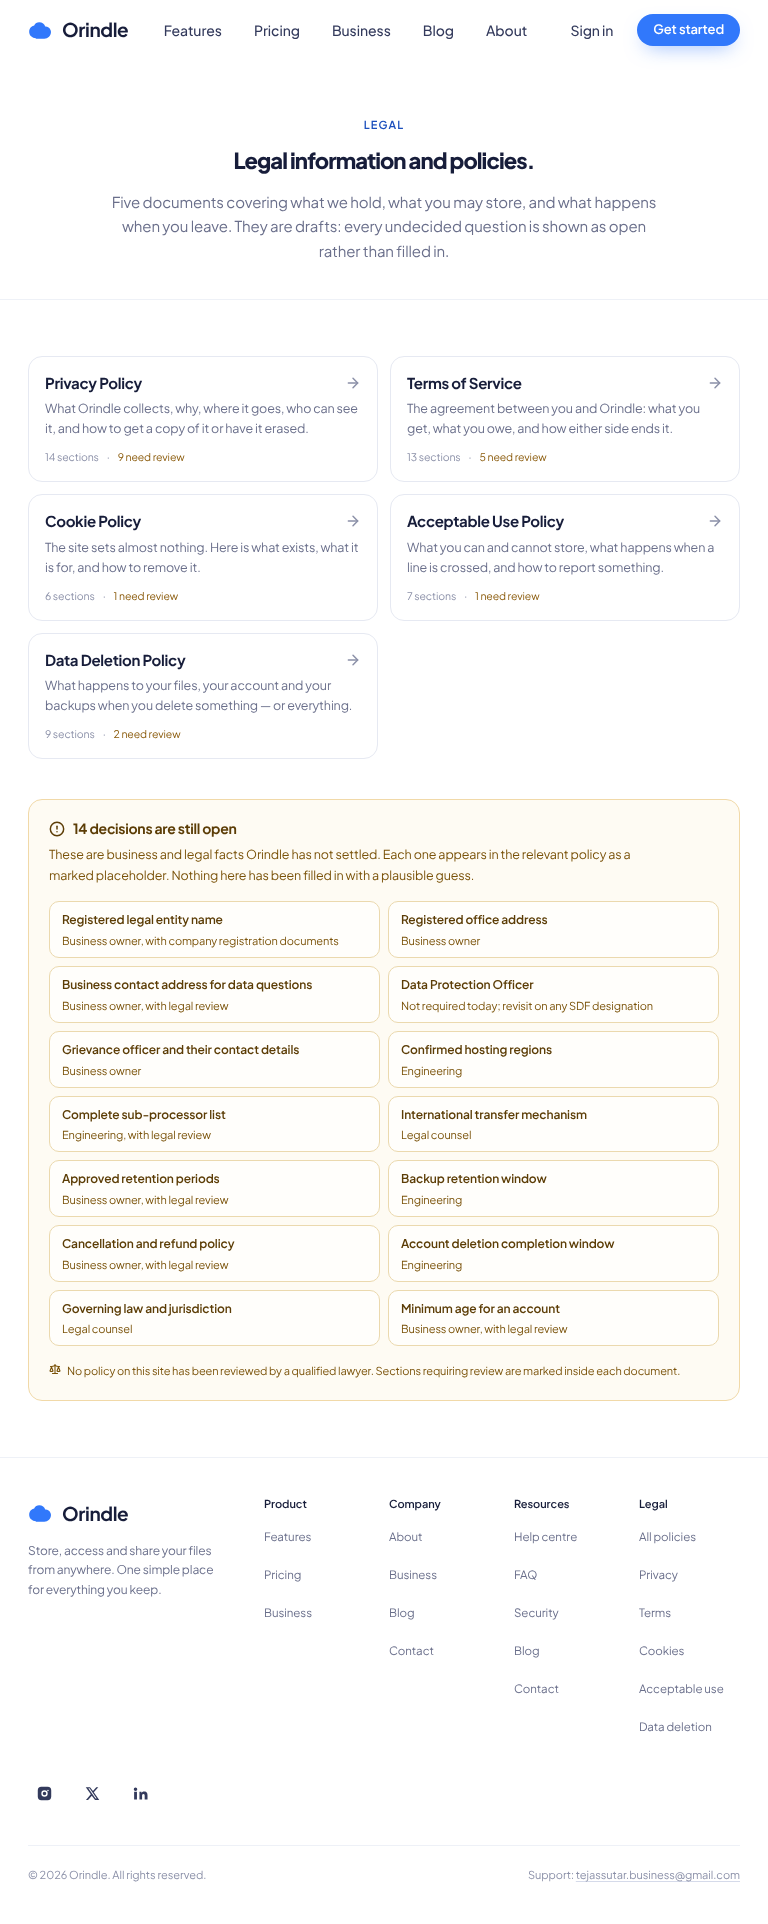 Orindle
Features
Pricing
Business
Blog
About
Sign in
Get started
LEGAL
Legal information and policies.
Five documents covering what we hold, what you may store, and what happens
when you leave. They are drafts: every undecided question is shown as open
rather than filled in.
Privacy Policy
What Orindle collects, why, where it goes, who can see
it, and how to get a copy of it or have it erased.
14 sections · 9 need review
Terms of Service
The agreement between you and Orindle: what you
get, what you owe, and how either side ends it.
13 sections · 5 need review
Cookie Policy
The site sets almost nothing. Here is what exists, what it
is for, and how to remove it.
6 sections · 1 need review
Acceptable Use Policy
What you can and cannot store, what happens when a
line is crossed, and how to report something.
7 sections · 1 need review
Data Deletion Policy
What happens to your files, your account and your
backups when you delete something — or everything.
9 sections · 2 need review
14 decisions are still open
These are business and legal facts Orindle has not settled. Each one appears in the relevant policy as a
marked placeholder. Nothing here has been filled in with a plausible guess.
Registered legal entity name
Business owner, with company registration documents
Registered office address
Business owner
Business contact address for data questions
Business owner, with legal review
Data Protection Officer
Not required today; revisit on any SDF designation
Grievance officer and their contact details
Business owner
Confirmed hosting regions
Engineering
Complete sub-processor list
Engineering, with legal review
International transfer mechanism
Legal counsel
Approved retention periods
Business owner, with legal review
Backup retention window
Engineering
Cancellation and refund policy
Business owner, with legal review
Account deletion completion window
Engineering
Governing law and jurisdiction
Legal counsel
Minimum age for an account
Business owner, with legal review
No policy on this site has been reviewed by a qualified lawyer. Sections requiring review are marked inside each document.
Orindle
Store, access and share your files
from anywhere. One simple place
for everything you keep.
Product
Features
Pricing
Business
Company
About
Business
Blog
Contact
Resources
Help centre
FAQ
Security
Blog
Contact
Legal
All policies
Privacy
Terms
Cookies
Acceptable use
Data deletion
© 2026 Orindle. All rights reserved.
Support: tejassutar.business@gmail.com